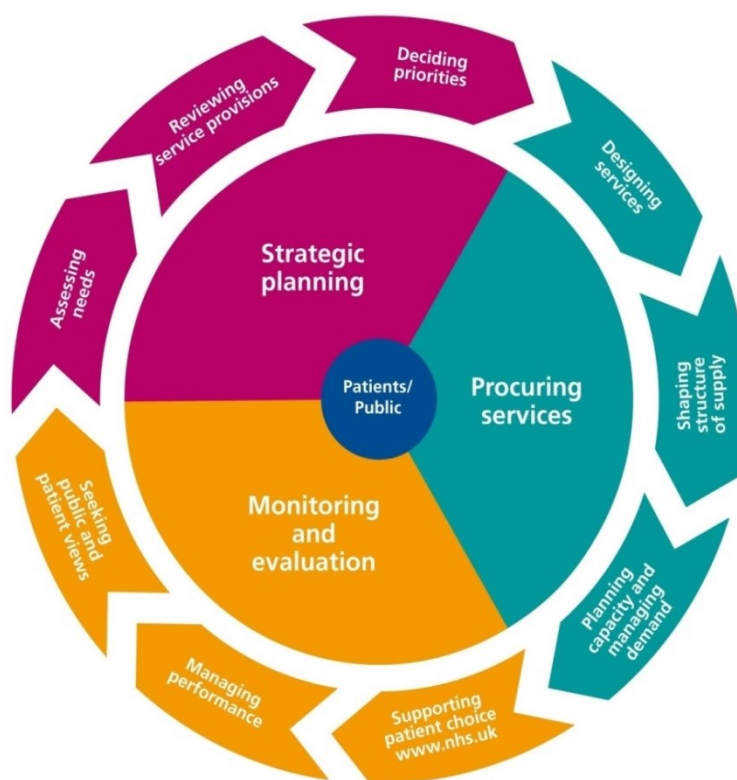 Deciding
priorities
Designing
services
Shaping
structure
of supply
Planning
capacity and
managing
demand
Supporting
patient choice
www.nhs.uk
Managing
performance
Seeking
public and
patient views
Assessing
needs
Reviewing
service provisions
Strategic
planning
Procuring
services
Monitoring
and
evaluation
Patients/
Public